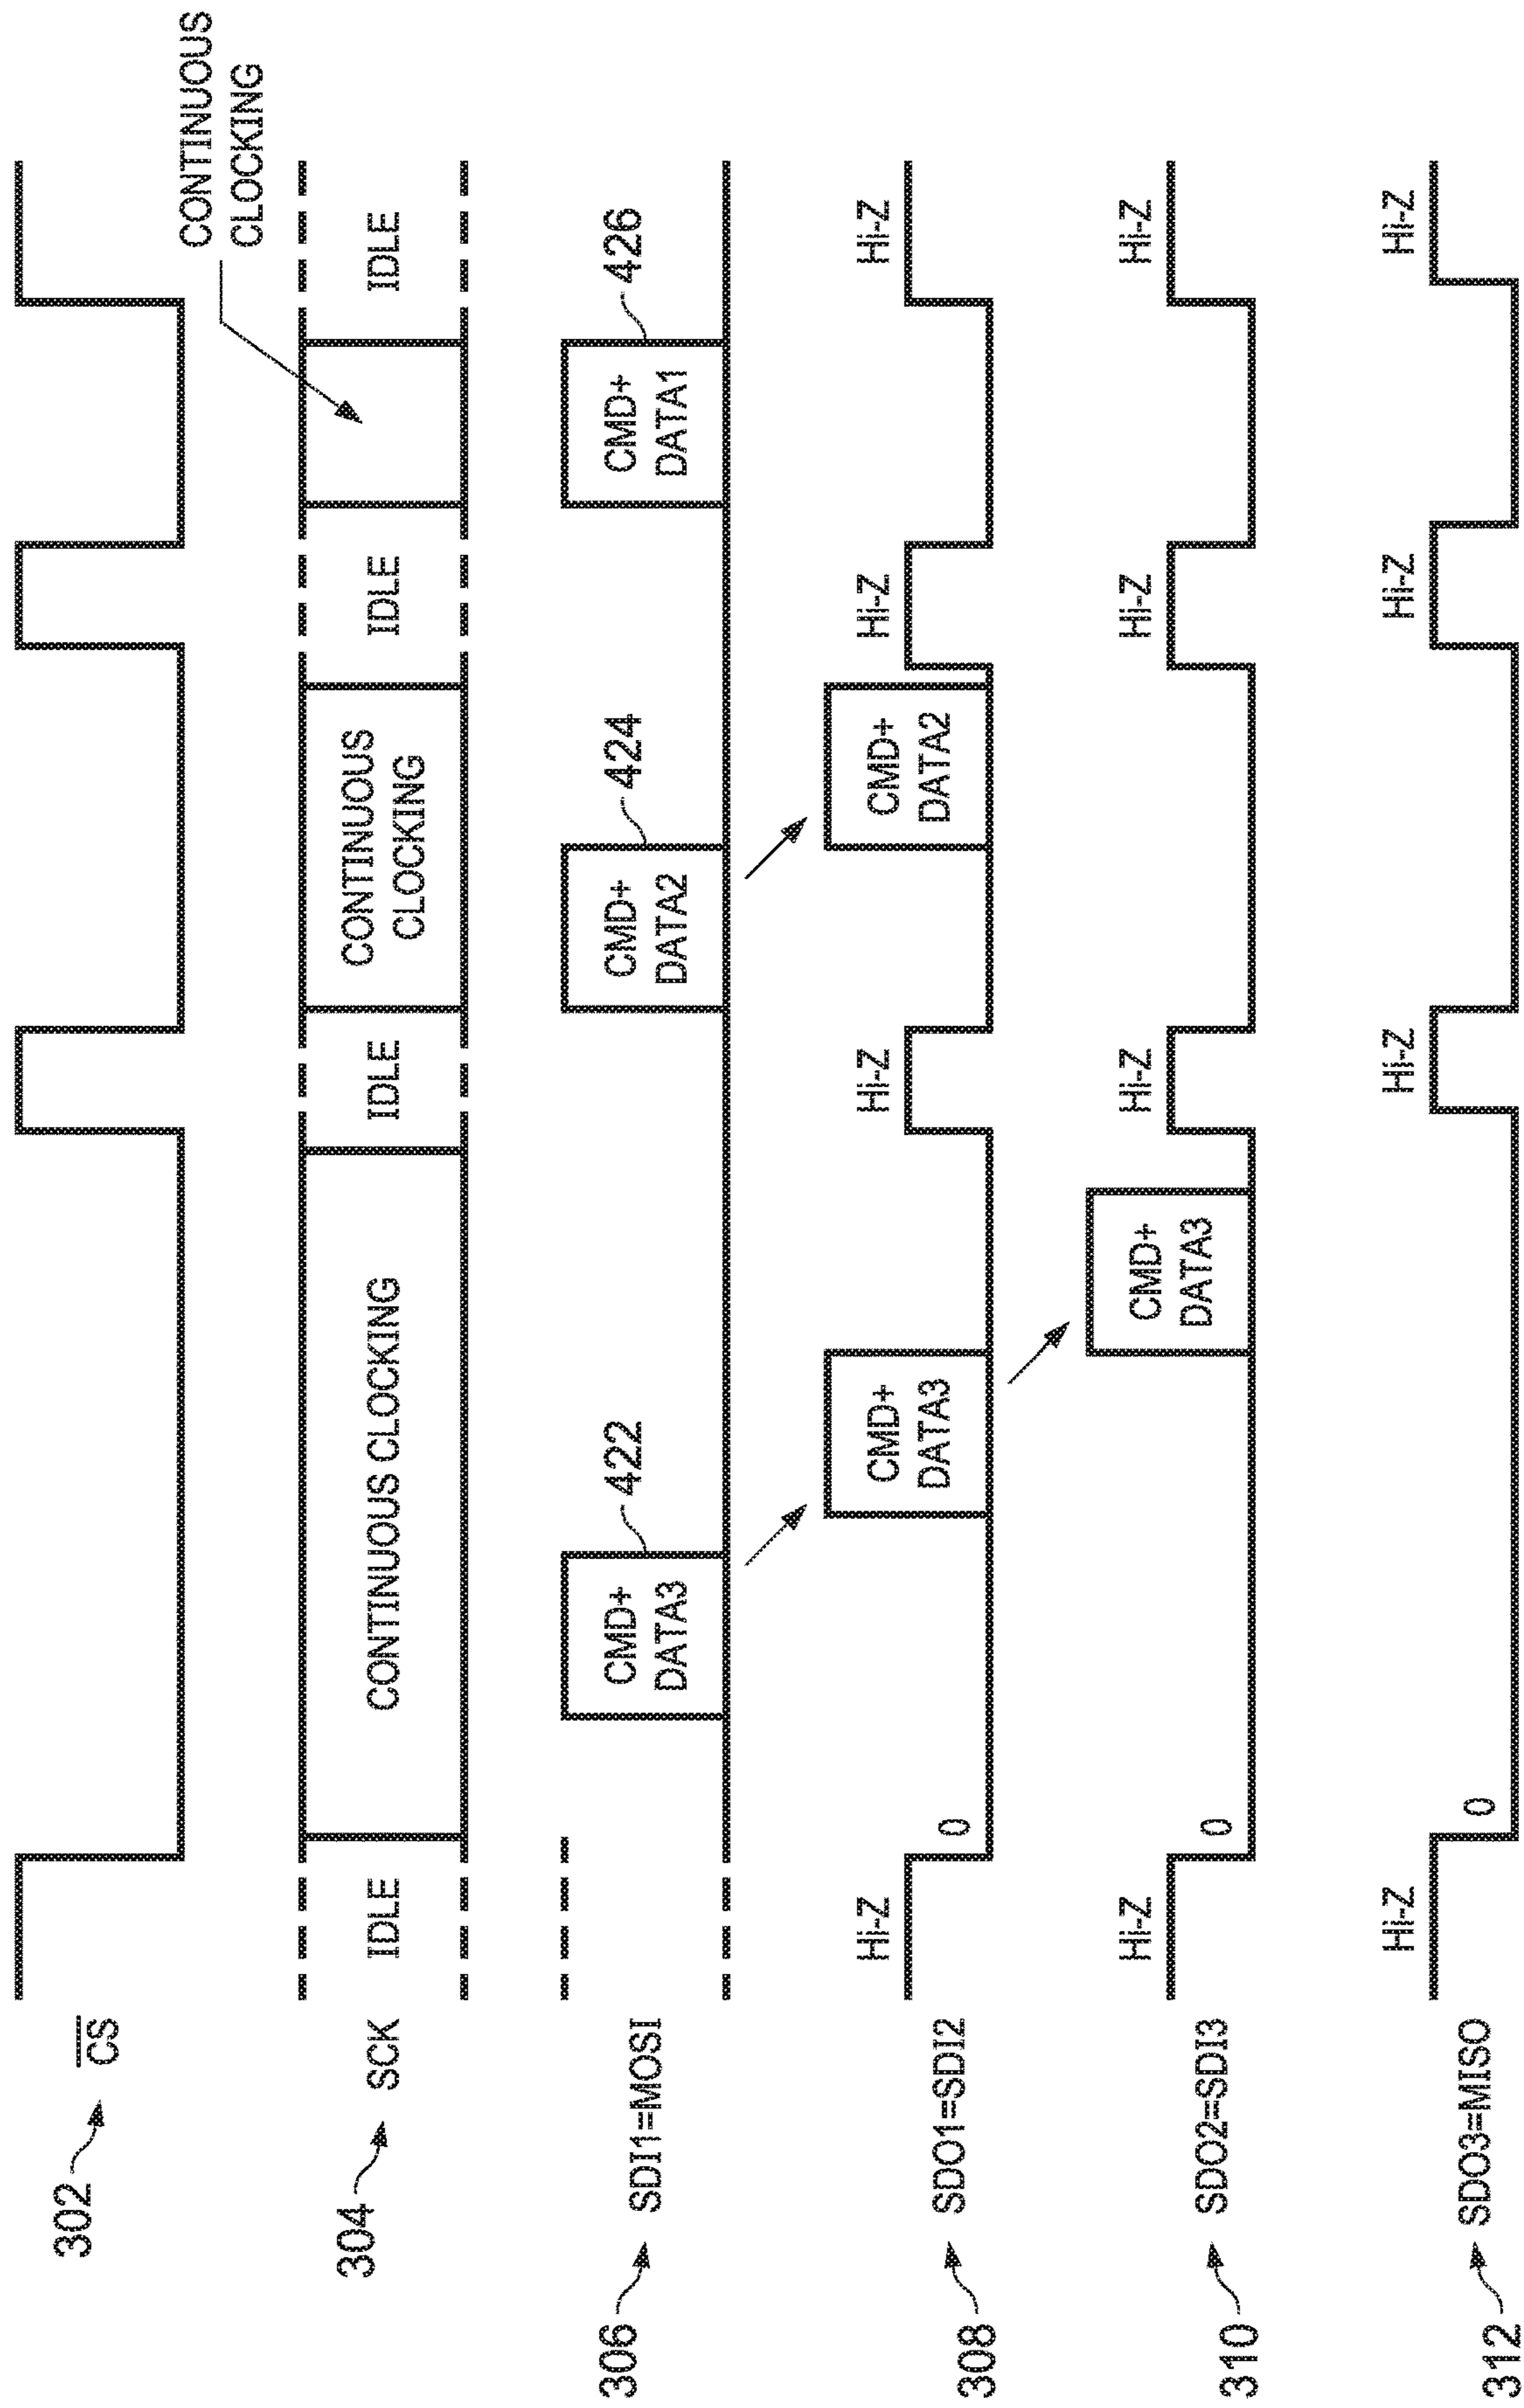 302
CS
CONTINUOUS
CLOCKING
304
SCK
IDLE
CONTINUOUS CLOCKING
IDLE
CONTINUOUS
CLOCKING
IDLE
IDLE
306
SDI1=MOSI
CMD+
DATA3
422
CMD+
DATA2
424
CMD+
DATA1
426
308
SDO1=SDI2
Hi-Z
0
CMD+
DATA3
Hi-Z
CMD+
DATA2
Hi-Z
Hi-Z
310
SDO2=SDI3
Hi-Z
0
CMD+
DATA3
Hi-Z
Hi-Z
Hi-Z
312
SDO3=MISO
Hi-Z
0
Hi-Z
Hi-Z
Hi-Z